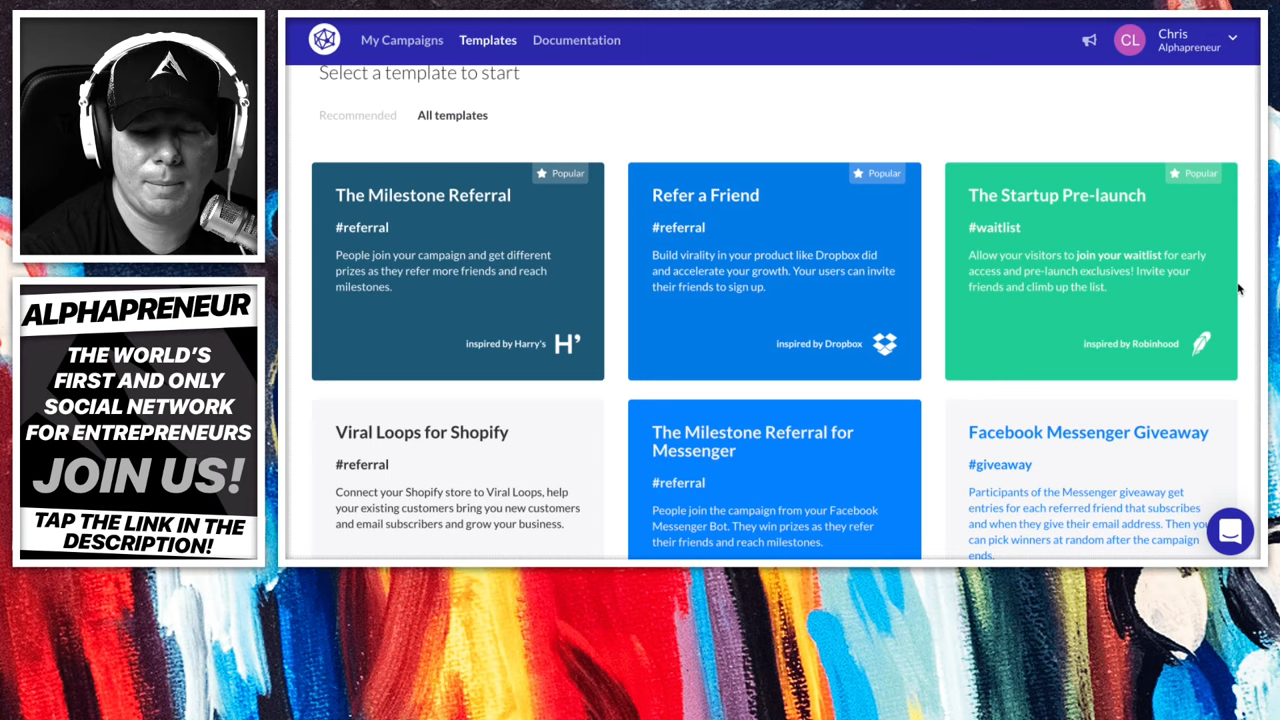 My Campaigns Templates Documentation
CL
Chris
Alphapreneur
Select a template to start
Recommended All templates
Popular
The Milestone Referral
#referral
People join your campaign and get different
prizes as they refer more friends and reach
milestones.
inspired by Harry's H'
Popular
Refer a Friend
#referral
Build virality in your product like Dropbox did
and accelerate your growth. Your users can invite
their friends to sign up.
inspired by Dropbox
Popular
The Startup Pre-launch
#waitlist
Allow your visitors to join your waitlist for early
access and pre-launch exclusives! Invite your
friends and climb up the list.
inspired by Robinhood
Viral Loops for Shopify
#referral
Connect your Shopify store to Viral Loops, help
your existing customers bring you new customers
and email subscribers and grow your business.
The Milestone Referral for
Messenger
#referral
People join the campaign from your Facebook
Messenger Bot. They win prizes as they refer
their friends and reach milestones.
Facebook Messenger Giveaway
#giveaway
Participants of the Messenger giveaway get
entries for each referred friend that subscribes
and when they give their email address. Then you
can pick winners at random after the campaign
ends.
ALPHAPRENEUR
THE WORLD'S
FIRST AND ONLY
SOCIAL NETWORK
FOR ENTREPRENEURS
JOIN US!
TAP THE LINK IN THE
DESCRIPTION!